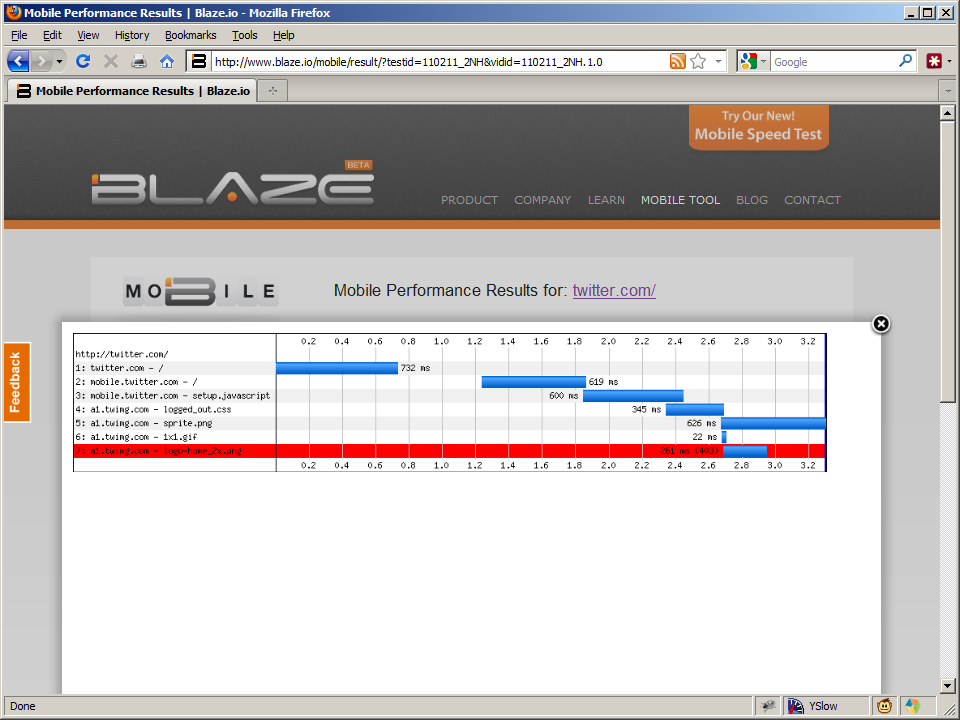 Mobile Performance Results | Blaze.io - Mozilla Firefox
File Edit View History Bookmarks Tools Help
http://www.blaze.io/mobile/result/?testid=110211_2NH&vidid=110211_2NH.1.0
Google
Mobile Performance Results | Blaze.io
Try Our New!
Mobile Speed Test
BETA
BLAZE
PRODUCT COMPANY LEARN MOBILE TOOL BLOG CONTACT
MOBILE
Mobile Performance Results for: twitter.com/
Feedback
0.2 0.4 0.6 0.8 1.0 1.2 1.4 1.6 1.8 2.0 2.2 2.4 2.6 2.8 3.0 3.2
http://twitter.com/
1: twitter.com - / 732 ms
2: mobile.twitter.com - / 619 ms
3: mobile.twitter.com - setup.javascript 600 ms
4: a1.twimg.com - logged_out.css 345 ms
5: a1.twimg.com - sprite.png 626 ms
6: a1.twimg.com - 1x1.gif 22 ms
7: a1.twimg.com - logo-home_2x.png 261 ms (403)
0.2 0.4 0.6 0.8 1.0 1.2 1.4 1.6 1.8 2.0 2.2 2.4 2.6 2.8 3.0 3.2
Done
YSlow